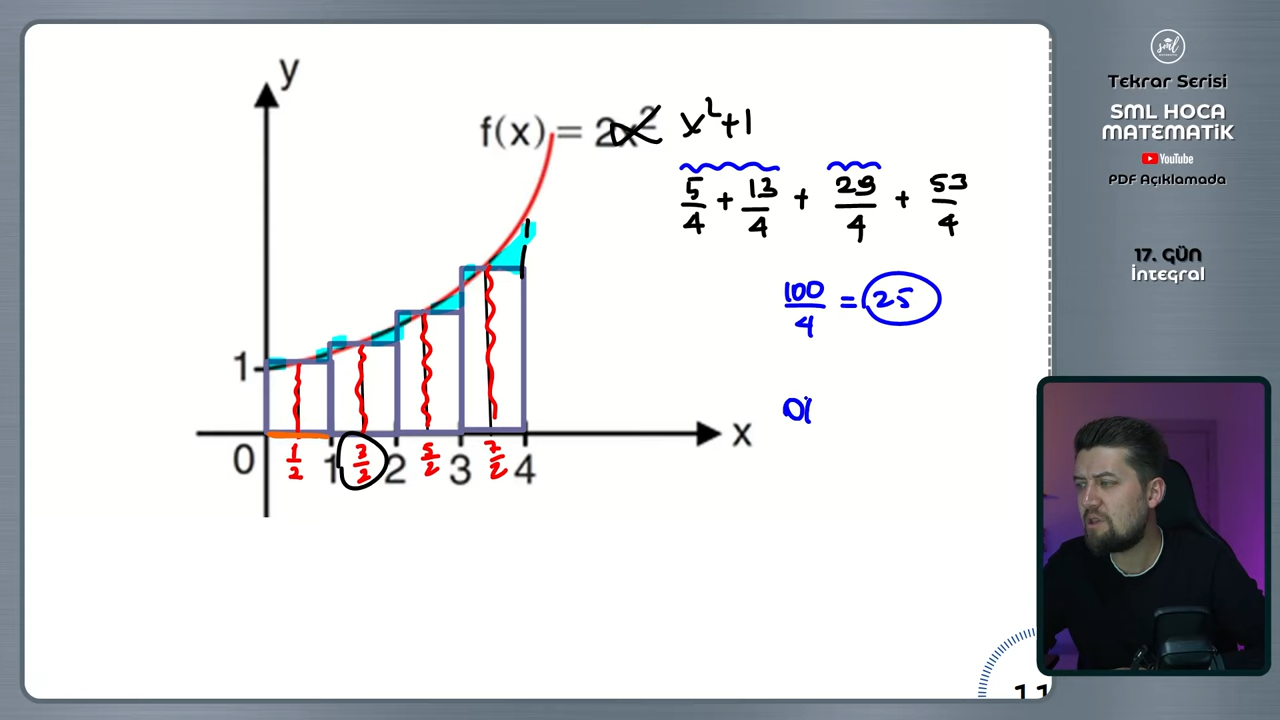 y
f(x) = 2x² x²+1
5/4 + 13/4 + 29/4 + 53/4
100/4 = 25
1
0 1/2 1 3/2 2 5/2 3 7/2 4 x
11
sml
Tekrar Serisi
SML HOCA
MATEMATİK
YouTube
PDF Açıklamada
17. GÜN
İntegral